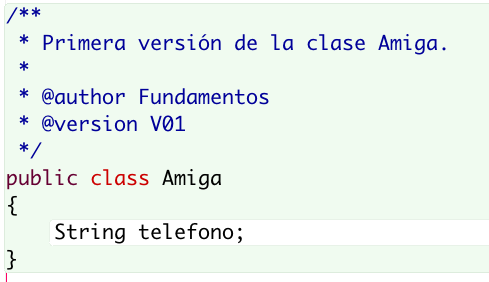 /**
 * Primera versión de la clase Amiga.
 *
 * @author Fundamentos
 * @version V01
 */
public class Amiga
{
    String telefono;
}